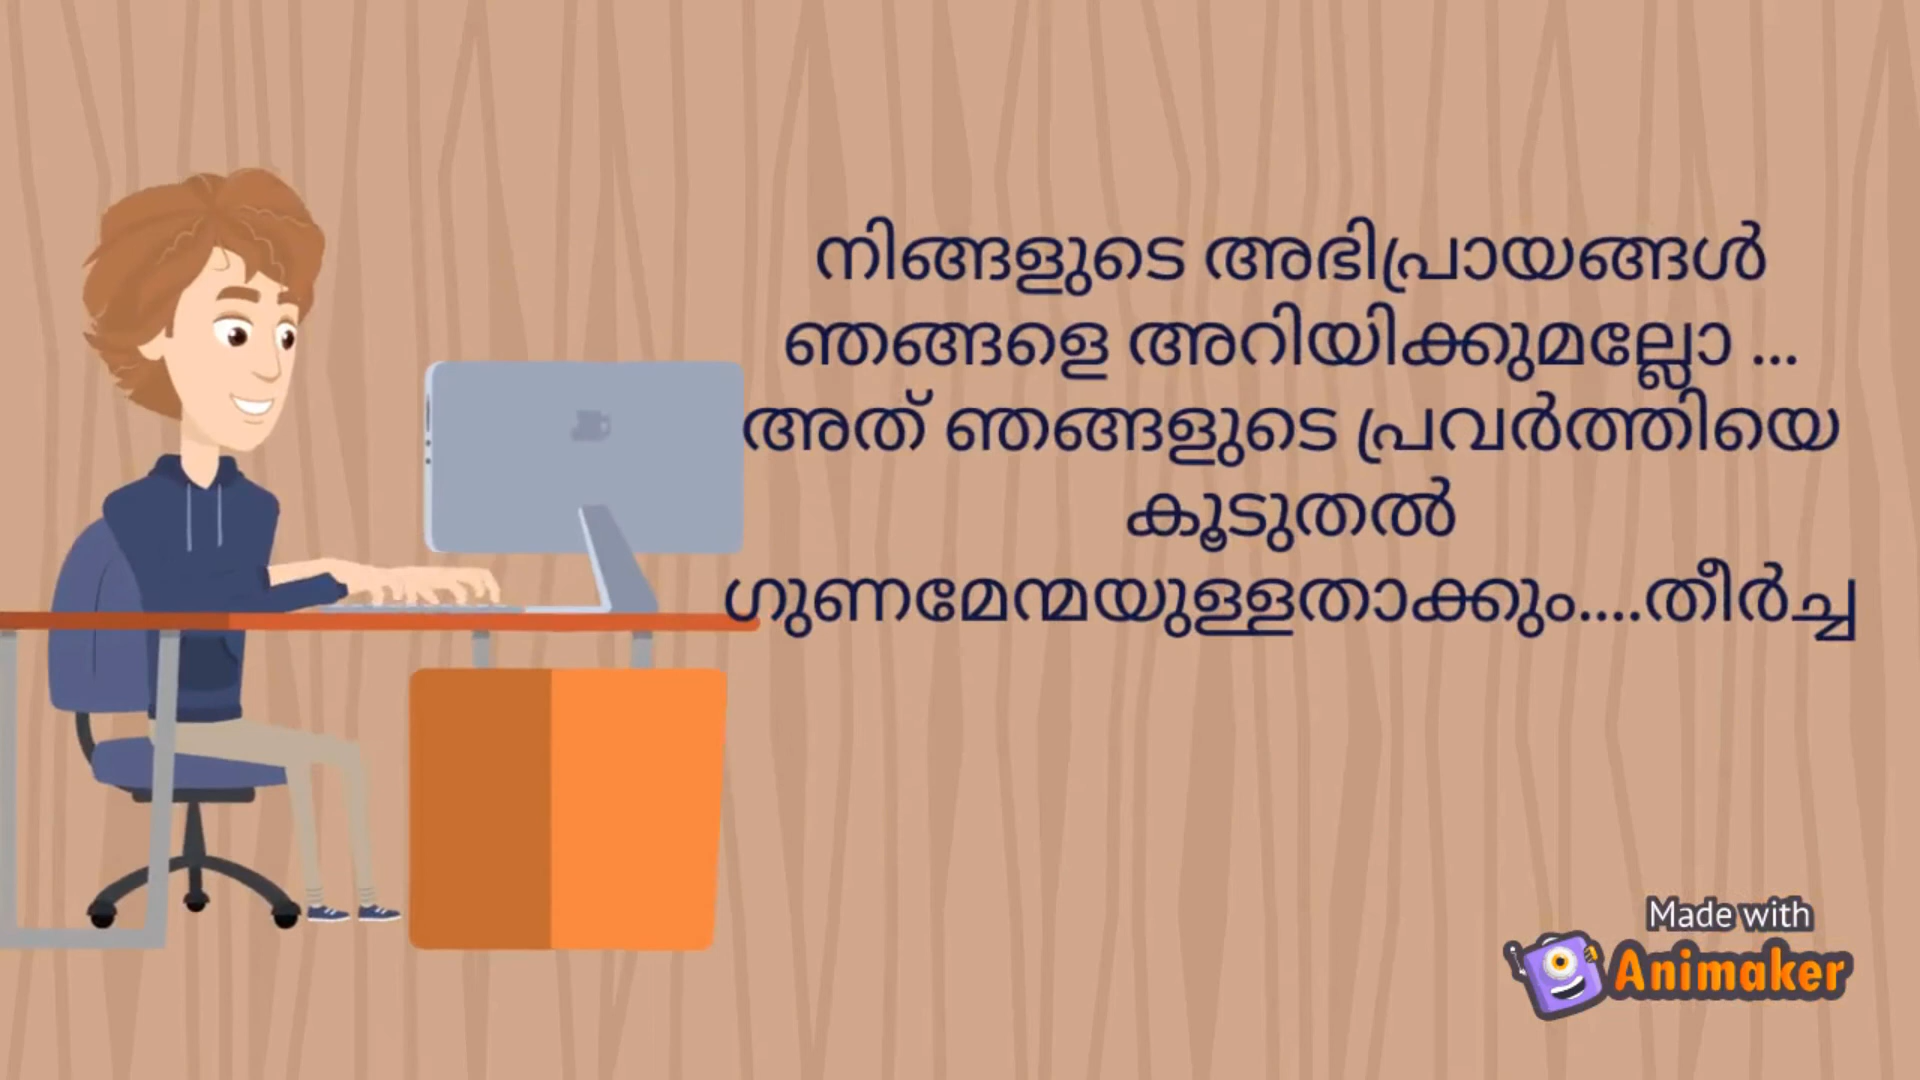 നിങ്ങളുടെ അഭിപ്രായങ്ങൾ
ഞങ്ങളെ അറിയിക്കുമല്ലോ ...
അത് ഞങ്ങളുടെ പ്രവർത്തിയെ
കൂടുതൽ
ഗുണമേന്മയുള്ളതാക്കും....തീർച്ച
Made with
Animaker